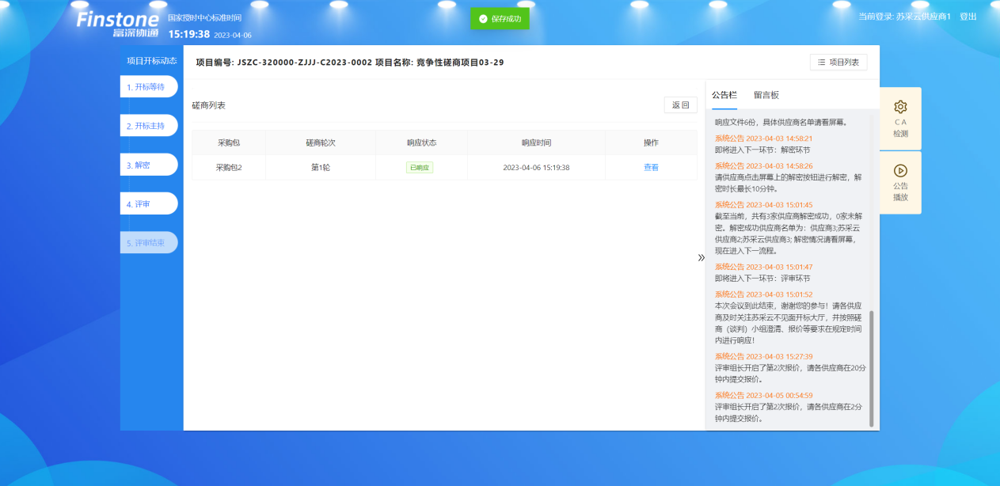 Finstone
富深协通
国家授时中心标准时间
15:19:38 2023-04-06
保存成功
当前登录: 苏采云供应商1 登出
项目开标动态
1. 开标等待
2. 开标主持
3. 解密
4. 评审
5. 评审结束
项目编号: JSZC-320000-ZJJJ-C2023-0002 项目名称: 竞争性磋商项目03-29
项目列表
磋商列表
返 回
采购包 磋商轮次 响应状态 响应时间 操作
采购包2 第1轮 已响应 2023-04-06 15:19:38 查看
公告栏 留言板
响应文件6份，具体供应商名单请看屏幕。
系统公告 2023-04-03 14:58:21
即将进入下一环节：解密环节
系统公告 2023-04-03 14:58:26
请供应商点击屏幕上的解密按钮进行解密，解
密时长最长10分钟。
系统公告 2023-04-03 15:01:45
截至当前，共有3家供应商解密成功，0家未解
密。解密成功供应商名单为：供应商3;苏采云
供应商2;苏采云供应商3; 解密情况请看屏幕，
现在进入下一流程。
系统公告 2023-04-03 15:01:47
即将进入下一环节：评审环节
系统公告 2023-04-03 15:01:52
本次会议到此结束，谢谢您的参与！请各供应
商及时关注苏采云不见面开标大厅，并按照磋
商（谈判）小组澄清、报价等要求在规定时间
内进行响应！
系统公告 2023-04-03 15:27:39
评审组长开启了第2次报价，请各供应商在20分
钟内提交报价。
系统公告 2023-04-05 00:54:59
评审组长开启了第2次报价，请各供应商在2分
钟内提交报价。
C A
检测
公告
播放